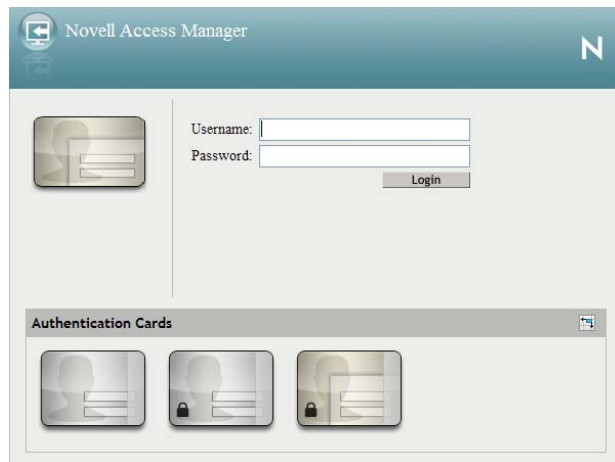 Novell Access Manager
N
Username:
Password:
Login
Authentication Cards